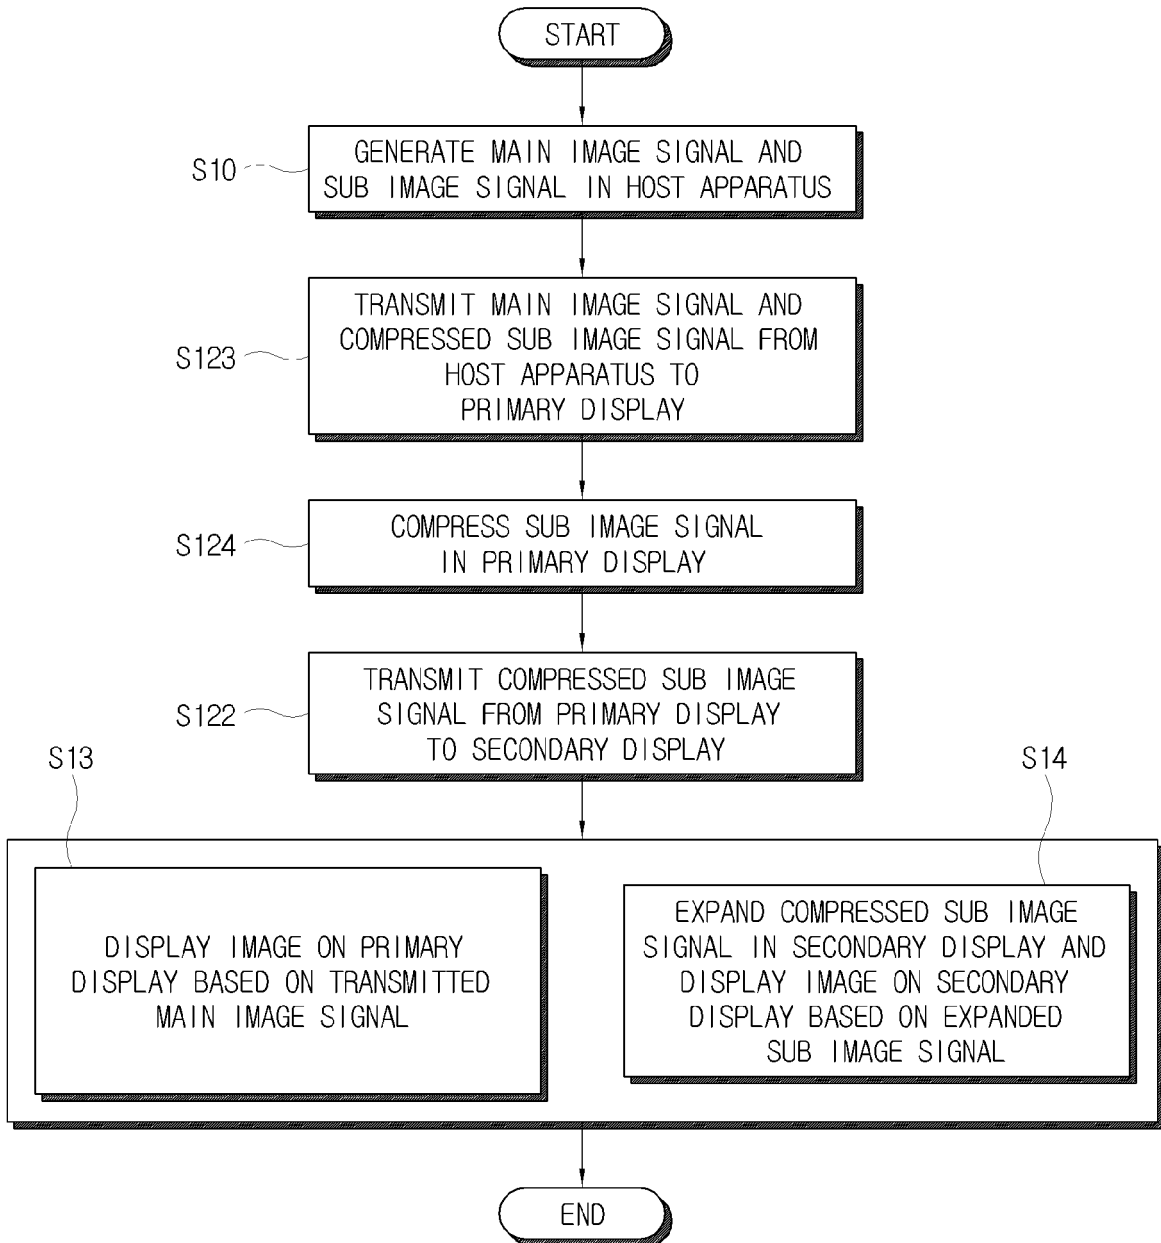 START
S10
GENERATE MAIN IMAGE SIGNAL AND
SUB IMAGE SIGNAL IN HOST APPARATUS
S123
TRANSMIT MAIN IMAGE SIGNAL AND
COMPRESSED SUB IMAGE SIGNAL FROM
HOST APPARATUS TO
PRIMARY DISPLAY
S124
COMPRESS SUB IMAGE SIGNAL
IN PRIMARY DISPLAY
S122
TRANSMIT COMPRESSED SUB IMAGE
SIGNAL FROM PRIMARY DISPLAY
TO SECONDARY DISPLAY
S13
DISPLAY IMAGE ON PRIMARY
DISPLAY BASED ON TRANSMITTED
MAIN IMAGE SIGNAL
S14
EXPAND COMPRESSED SUB IMAGE
SIGNAL IN SECONDARY DISPLAY AND
DISPLAY IMAGE ON SECONDARY
DISPLAY BASED ON EXPANDED
SUB IMAGE SIGNAL
END